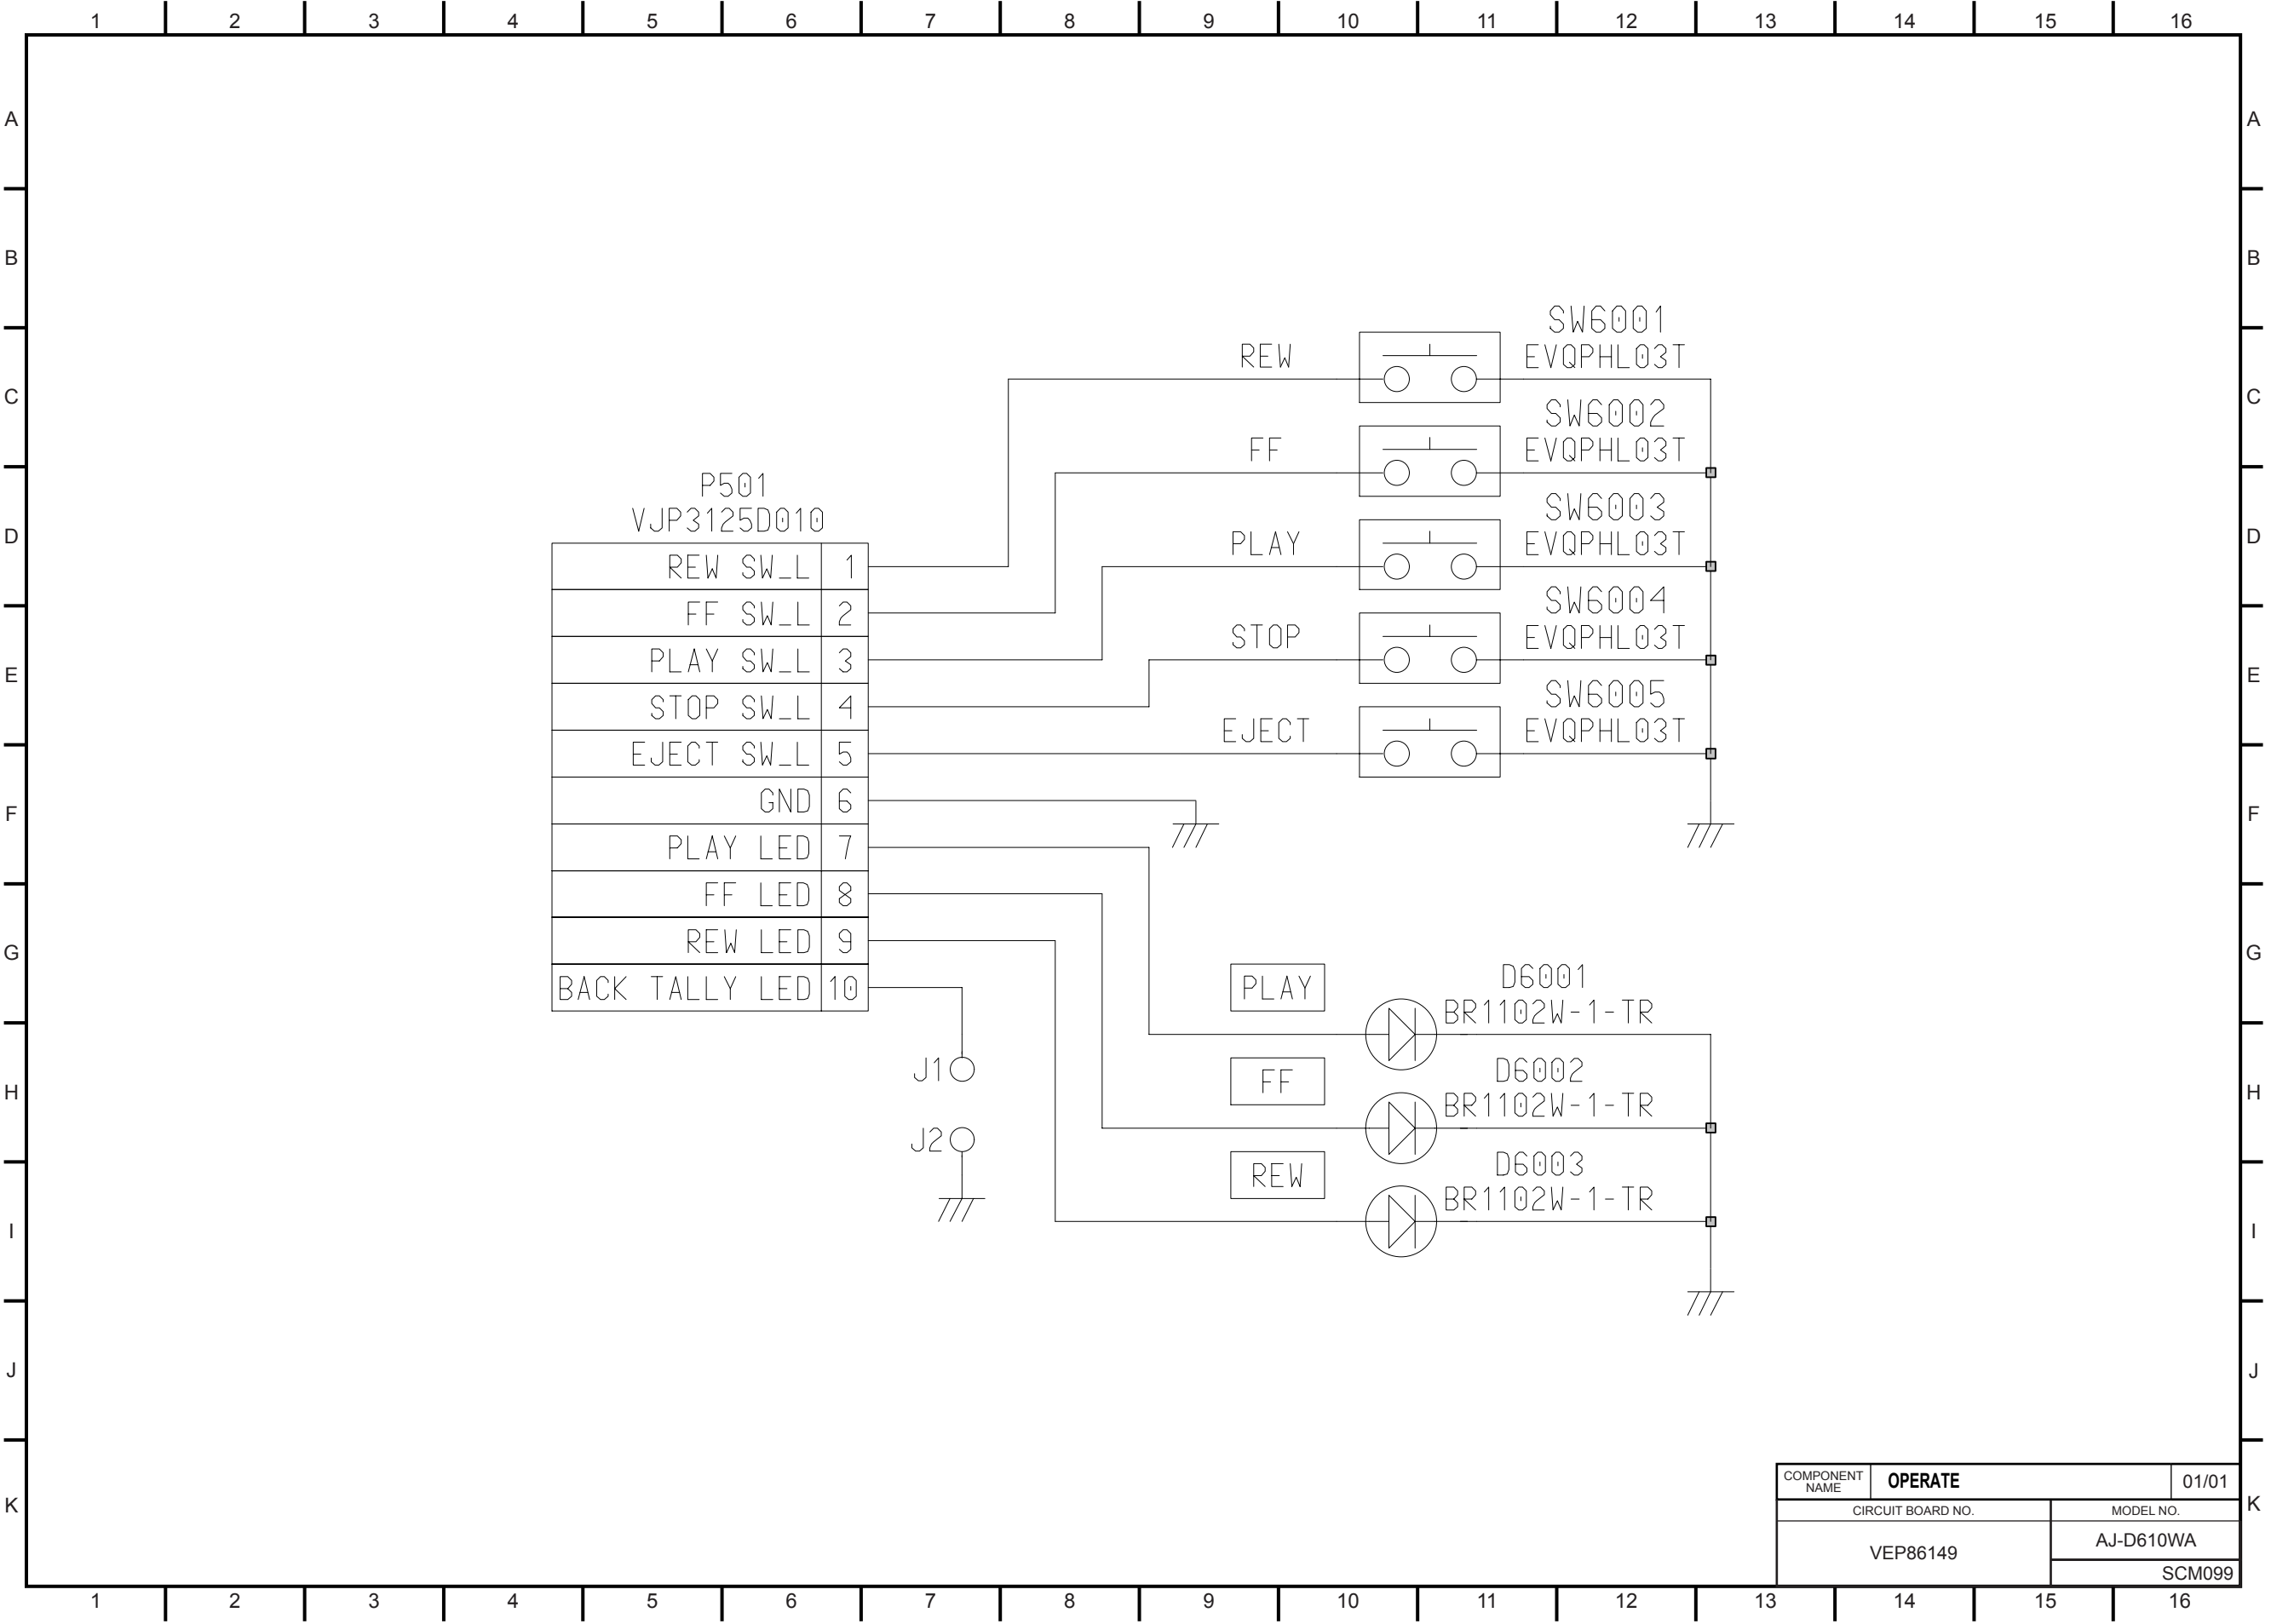 1 2 3 4 5 6 7 8 9 10 11 12 13 14 15 16
A A
B B
C C
D D
E E
F F
G G
H H
I I
J J
K K
P501
VJP3125D010
REW SW_L 1
FF SW_L 2
PLAY SW_L 3
STOP SW_L 4
EJECT SW_L 5
GND 6
PLAY LED 7
FF LED 8
REW LED 9
BACK TALLY LED 10
J1
J2
REW
SW6001
EVQPHL03T
FF
SW6002
EVQPHL03T
PLAY
SW6003
EVQPHL03T
STOP
SW6004
EVQPHL03T
EJECT
SW6005
EVQPHL03T
PLAY
D6001
BR1102W-1-TR
FF
D6002
BR1102W-1-TR
REW
D6003
BR1102W-1-TR
COMPONENT NAME OPERATE 01/01
CIRCUIT BOARD NO. MODEL NO.
VEP86149 AJ-D610WA
SCM099
1 2 3 4 5 6 7 8 9 10 11 12 13 14 15 16